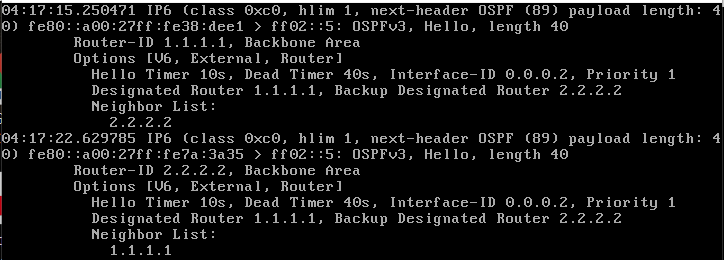 04:17:15.250471 IP6 (class 0xc0, hlim 1, next-header OSPF (89) payload length: 4
0) fe80::a00:27ff:fe38:dee1 > ff02::5: OSPFv3, Hello, length 40
Router-ID 1.1.1.1, Backbone Area
Options [V6, External, Router]
Hello Timer 10s, Dead Timer 40s, Interface-ID 0.0.0.2, Priority 1
Designated Router 1.1.1.1, Backup Designated Router 2.2.2.2
Neighbor List:
2.2.2.2
04:17:22.629785 IP6 (class 0xc0, hlim 1, next-header OSPF (89) payload length: 4
0) fe80::a00:27ff:fe7a:3a35 > ff02::5: OSPFv3, Hello, length 40
Router-ID 2.2.2.2, Backbone Area
Options [V6, External, Router]
Hello Timer 10s, Dead Timer 40s, Interface-ID 0.0.0.2, Priority 1
Designated Router 1.1.1.1, Backup Designated Router 2.2.2.2
Neighbor List:
1.1.1.1